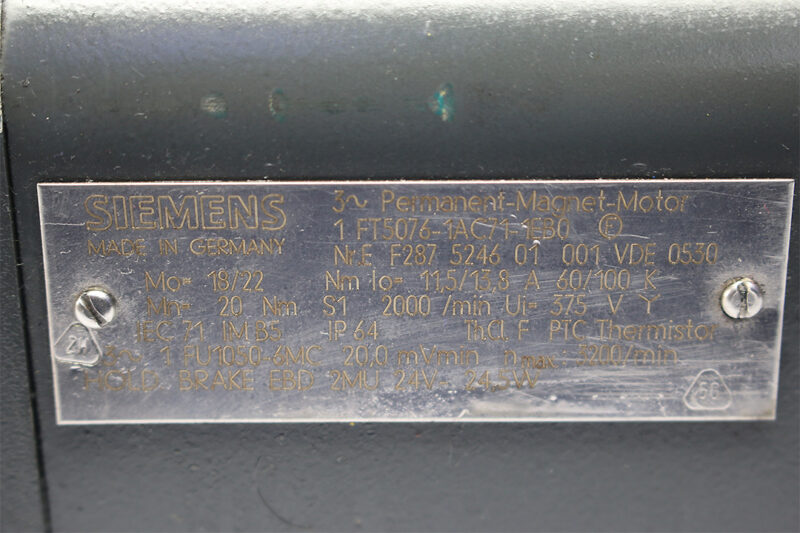 SIEMENS 3~ Permanent-Magnet-Motor
MADE IN GERMANY 1 FT5076-1AC71-1EB0 E
Nr.E F287 5246 01 001 VDE 0530
Mo= 18/22 Nm Io= 11,5/13,8 A 60/100 K
Mn= 20 Nm S1 2000 /min Ui= 375 V Y
IEC 71 IM B5 IP 64 Th.Cl. F PTC Thermistor
1 FU1050-6MC 20,0 mVmin nmax. 3200/min
HOLD. BRAKE EBD 2MU 24V- 24,5W
24
56